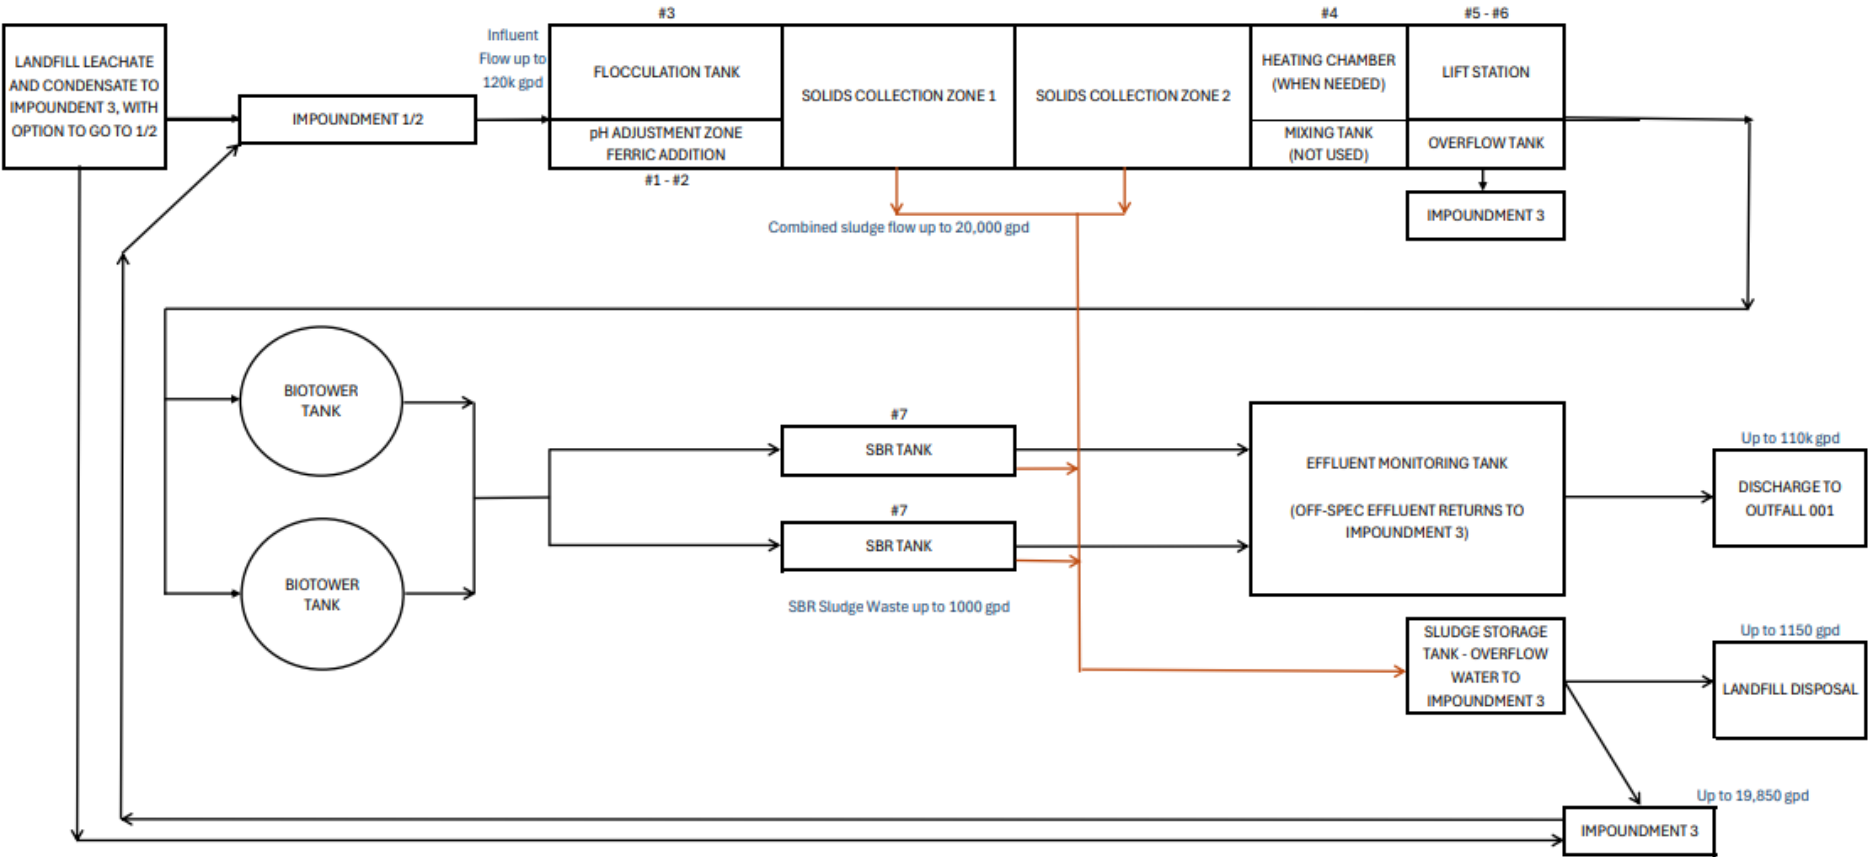 #3
#4
#5 - #6
LANDFILL LEACHATE
AND CONDENSATE TO
IMPOUNDENT 3, WITH
OPTION TO GO TO 1/2
IMPOUNDMENT 1/2
Influent
Flow up to
120k gpd
FLOCCULATION TANK
pH ADJUSTMENT ZONE
FERRIC ADDITION
#1 - #2
SOLIDS COLLECTION ZONE 1
SOLIDS COLLECTION ZONE 2
HEATING CHAMBER
(WHEN NEEDED)
MIXING TANK
(NOT USED)
LIFT STATION
OVERFLOW TANK
IMPOUNDMENT 3
Combined sludge flow up to 20,000 gpd
BIOTOWER
TANK
BIOTOWER
TANK
#7
SBR TANK
#7
SBR TANK
SBR Sludge Waste up to 1000 gpd
EFFLUENT MONITORING TANK
(OFF-SPEC EFFLUENT RETURNS TO
IMPOUNDMENT 3)
Up to 110k gpd
DISCHARGE TO
OUTFALL 001
SLUDGE STORAGE
TANK - OVERFLOW
WATER TO
IMPOUNDMENT 3
Up to 1150 gpd
LANDFILL DISPOSAL
Up to 19,850 gpd
IMPOUNDMENT 3